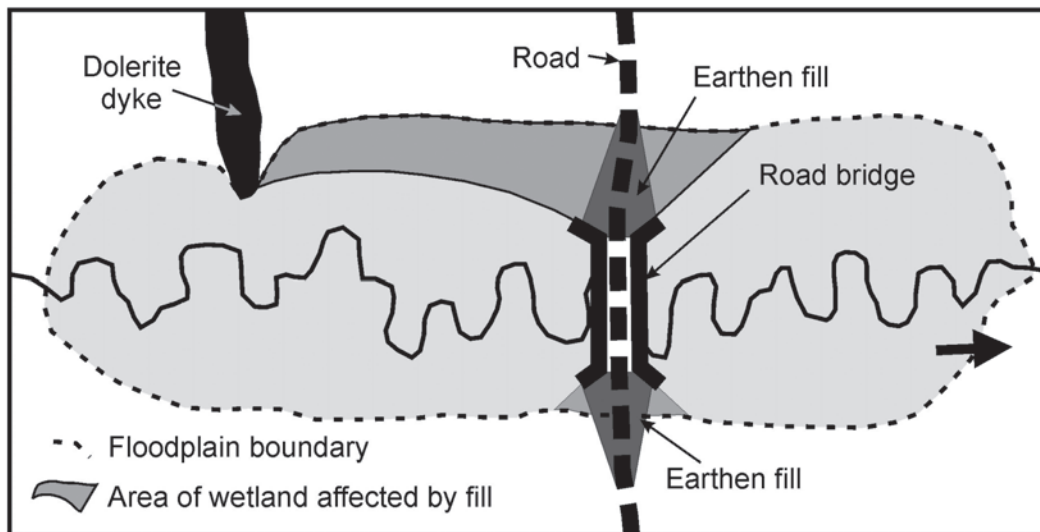 Road
Dolerite
dyke
Earthen fill
Road bridge
Floodplain boundary
Earthen fill
Area of wetland affected by fill